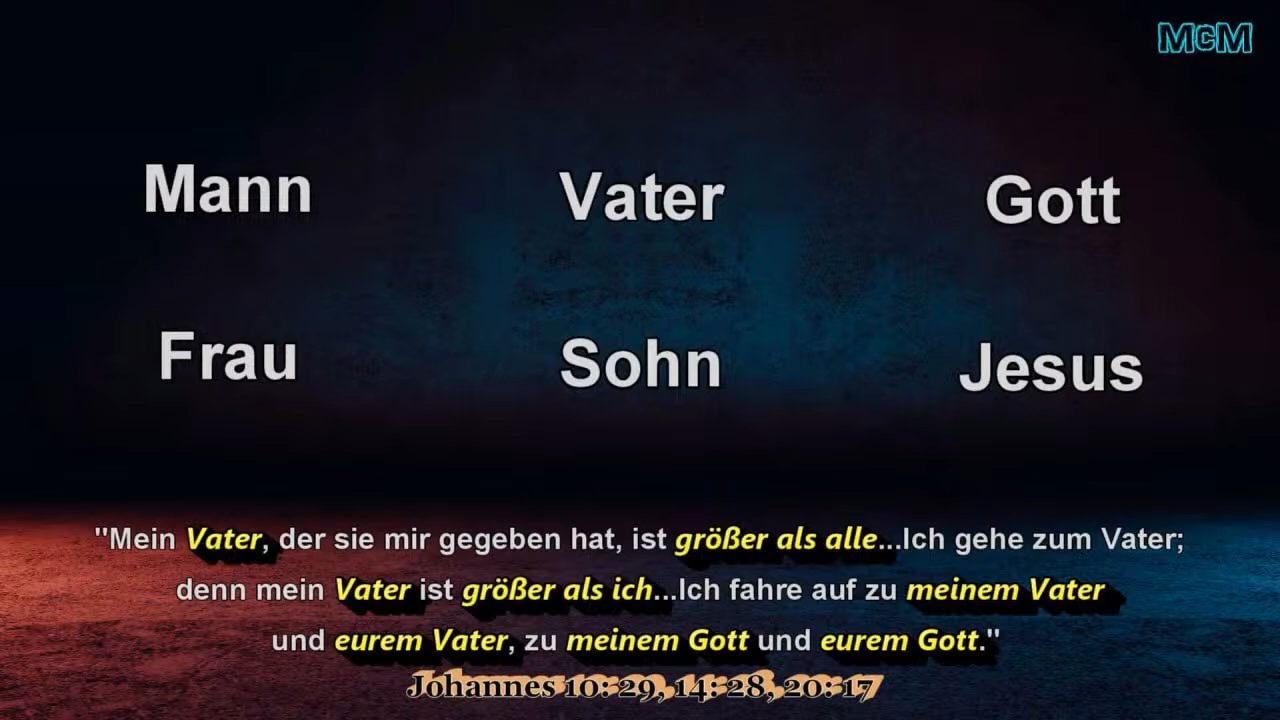 McM
Mann Vater Gott
Frau Sohn Jesus
"Mein Vater, der sie mir gegeben hat, ist größer als alle...Ich gehe zum Vater;
denn mein Vater ist größer als ich...Ich fahre auf zu meinem Vater
und eurem Vater, zu meinem Gott und eurem Gott."
Johannes 10: 29, 14: 28, 20: 17